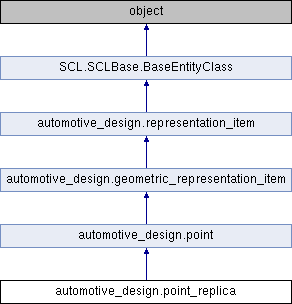 object
SCL.SCLBase.BaseEntityClass
automotive_design.representation_item
automotive_design.geometric_representation_item
automotive_design.point
automotive_design.point_replica